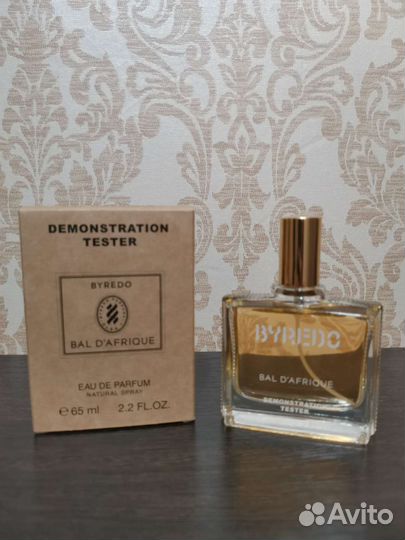 DEMONSTRATION
TESTER
BYREDO
BAL D'AFRIQUE
EAU DE PARFUM
NATURAL SPRAY
℮ 65 ml 2.2 FL.OZ.
BYREDO
BAL D'AFRIQUE
DEMONSTRATION
TESTER
Avito